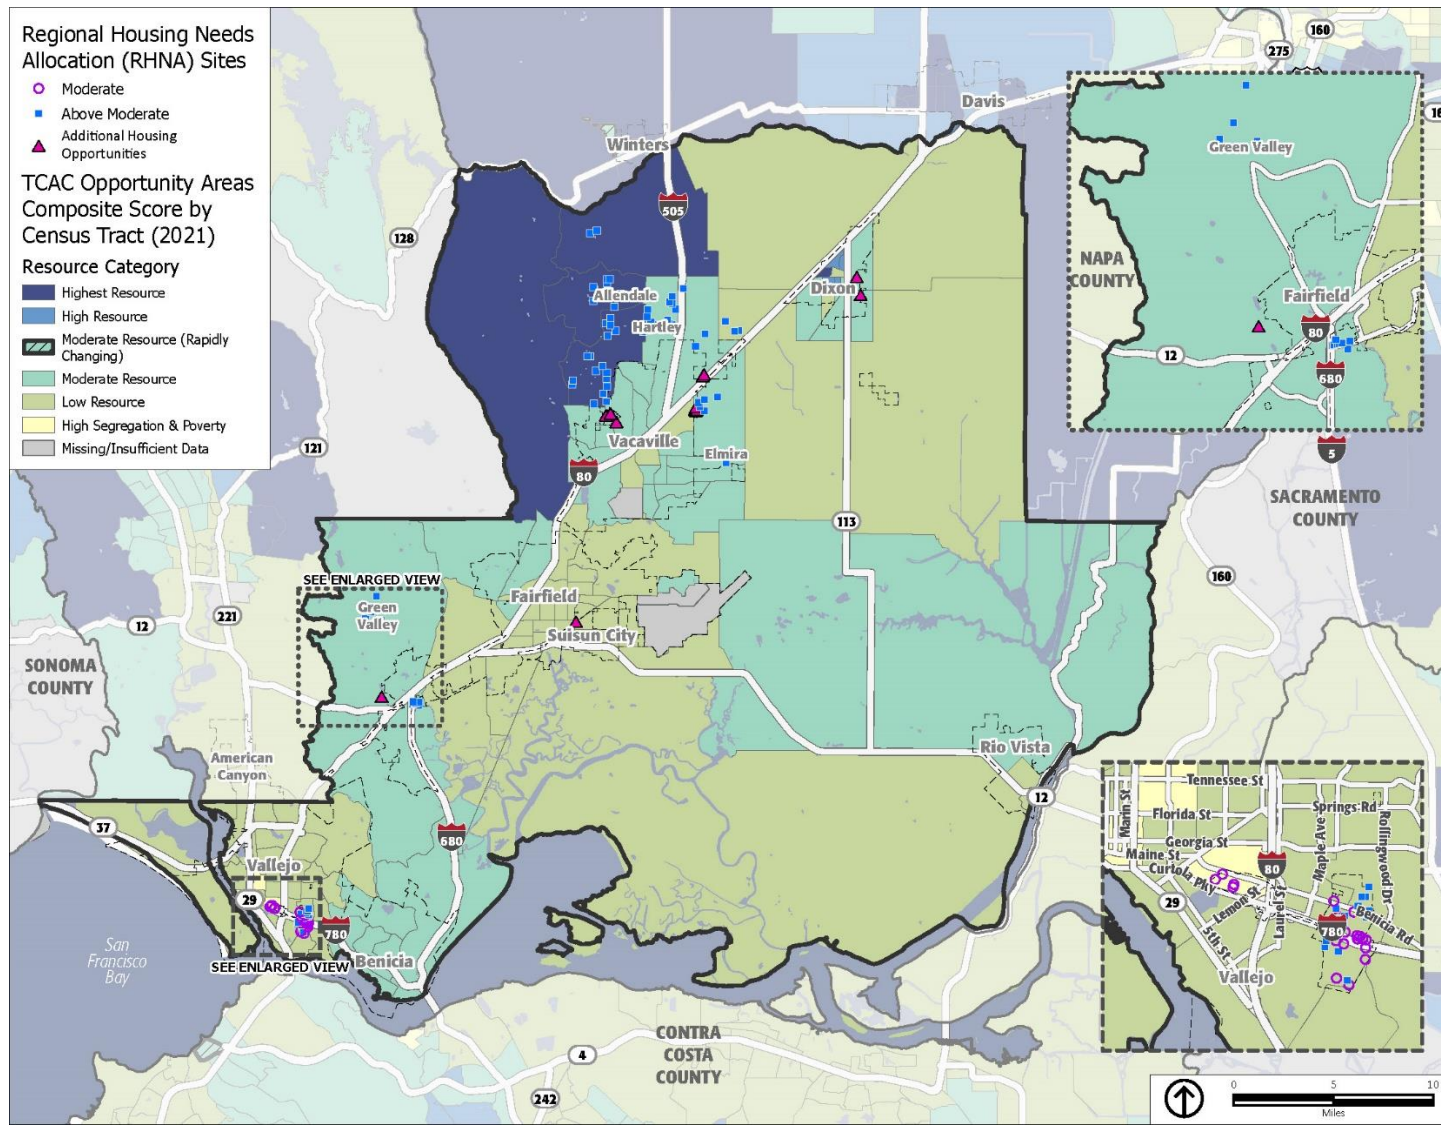 Regional Housing Needs
Allocation (RHNA) Sites
Moderate
Above Moderate
Additional Housing
Opportunities
TCAC Opportunity Areas
Composite Score by
Census Tract (2021)
Resource Category
Highest Resource
High Resource
Moderate Resource (Rapidly
Changing)
Moderate Resource
Low Resource
High Segregation & Poverty
Missing/Insufficient Data
160
275
Davis
Winters
505
128
Allendale
Hartley
Dixon
Green Valley
NAPA
COUNTY
Fairfield
80
12
680
121
Vacaville
Elmira
80
5
113
SACRAMENTO
COUNTY
SEE ENLARGED VIEW
Green
Valley
Fairfield
Suisun City
160
221
12
SONOMA
COUNTY
American
Canyon
Rio Vista
12
37
680
Vallejo
29
780
SEE ENLARGED VIEW
Benicia
San
Francisco
Bay
Tennessee St
Marin St
Florida St
Springs Rd
Maple Ave
Rollingwood Dr
Georgia St
Maine St
80
Curtola Pky
Lemon St
Laurel St
29
5th St
780
Benicia Rd
Vallejo
CONTRA
COSTA
COUNTY
4
242
0 5 10
Miles